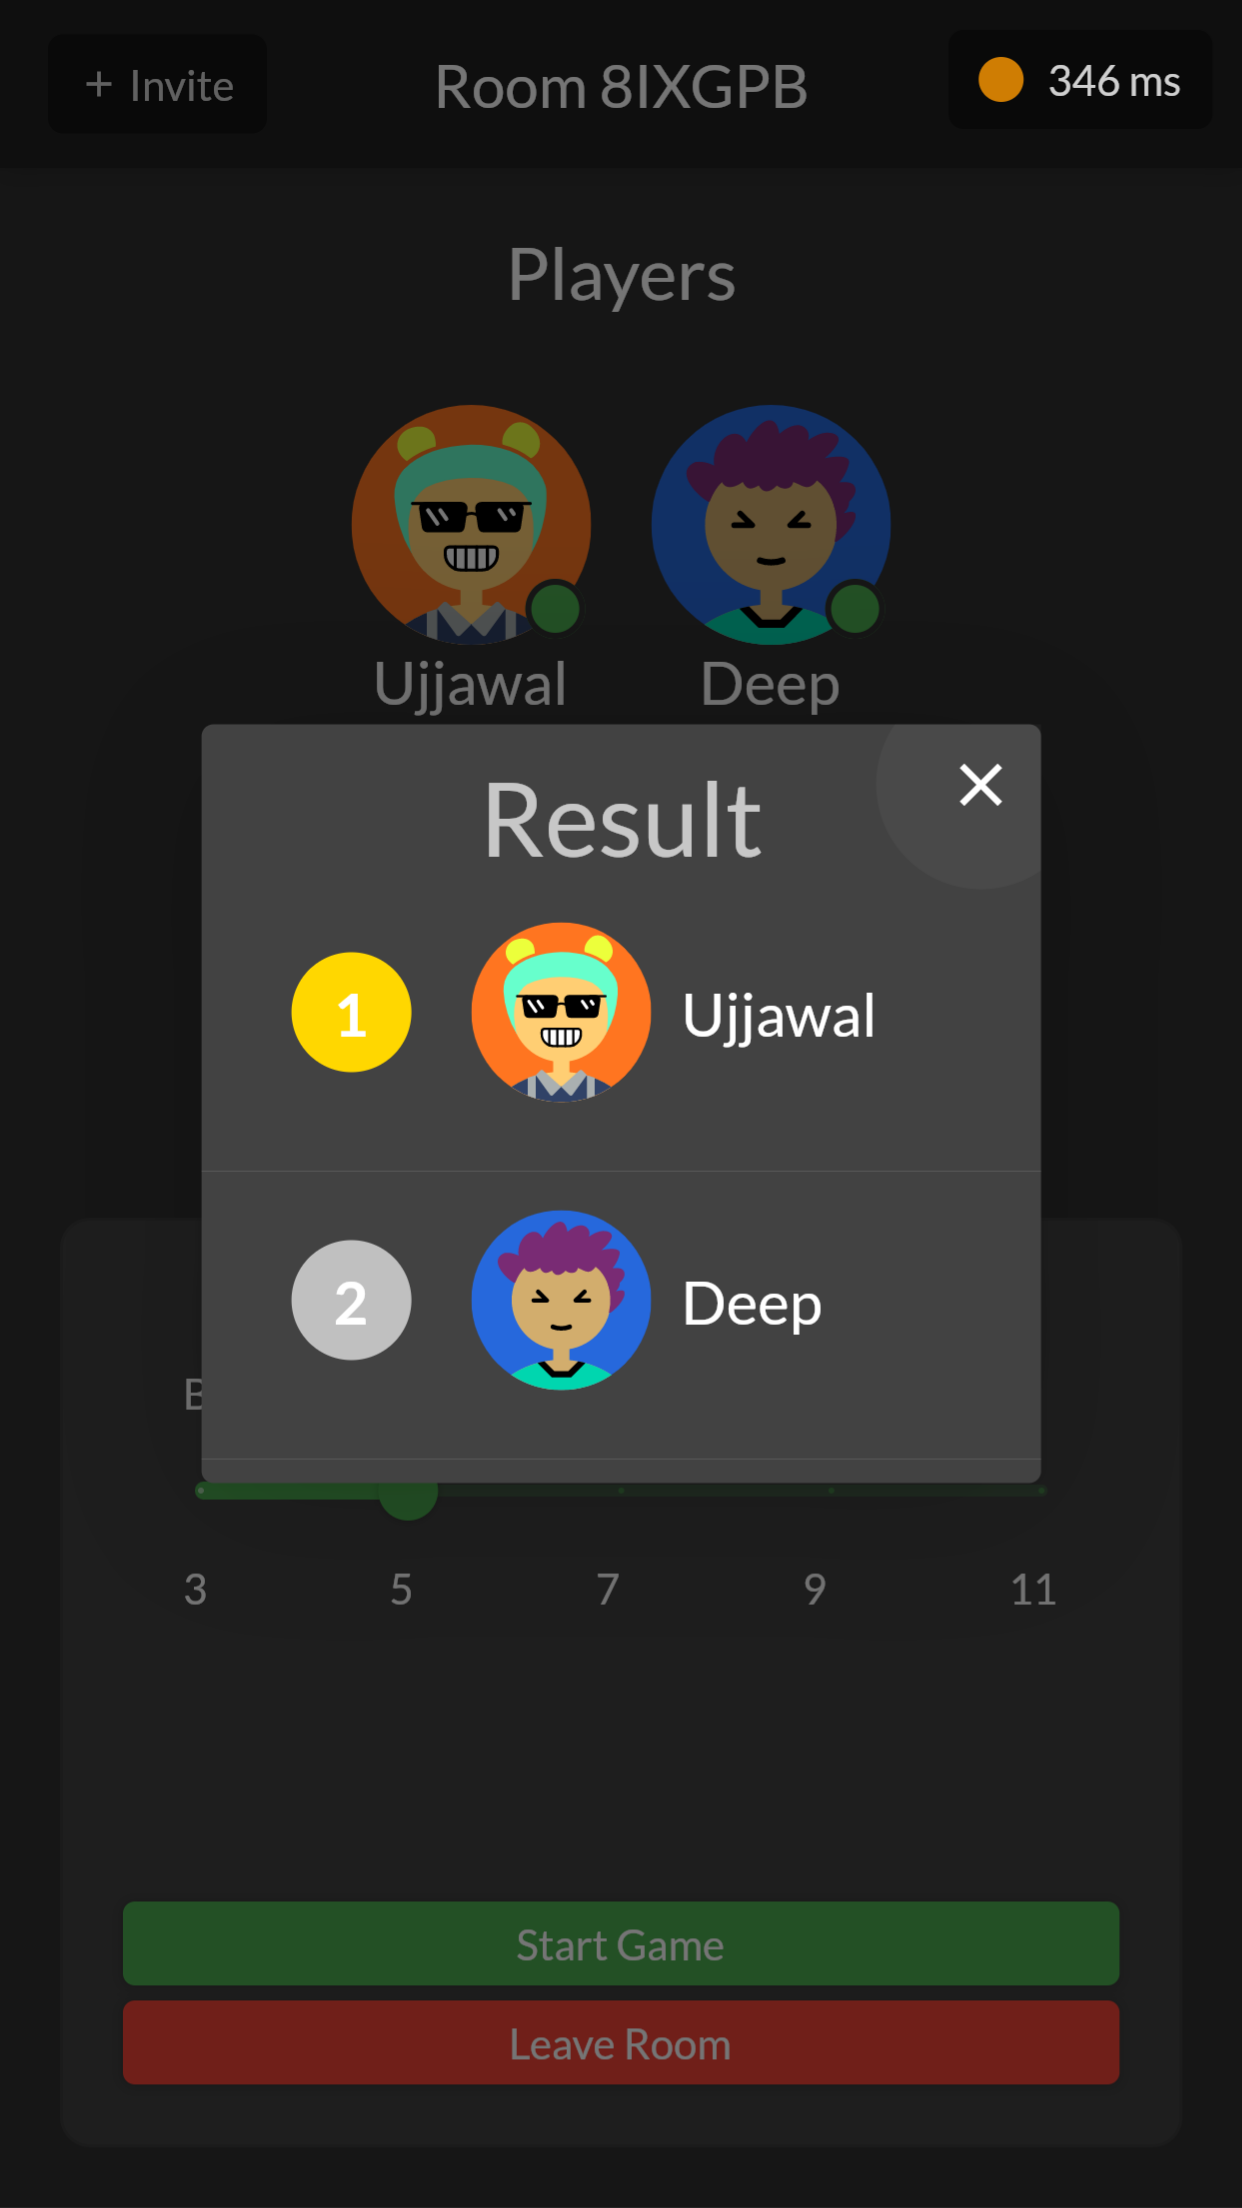 + Invite
Room 8IXGPB
346 ms
Players
Ujjawal
Deep
Result
1
Ujjawal
2
Deep
3 5 7 9 11
Start Game
Leave Room